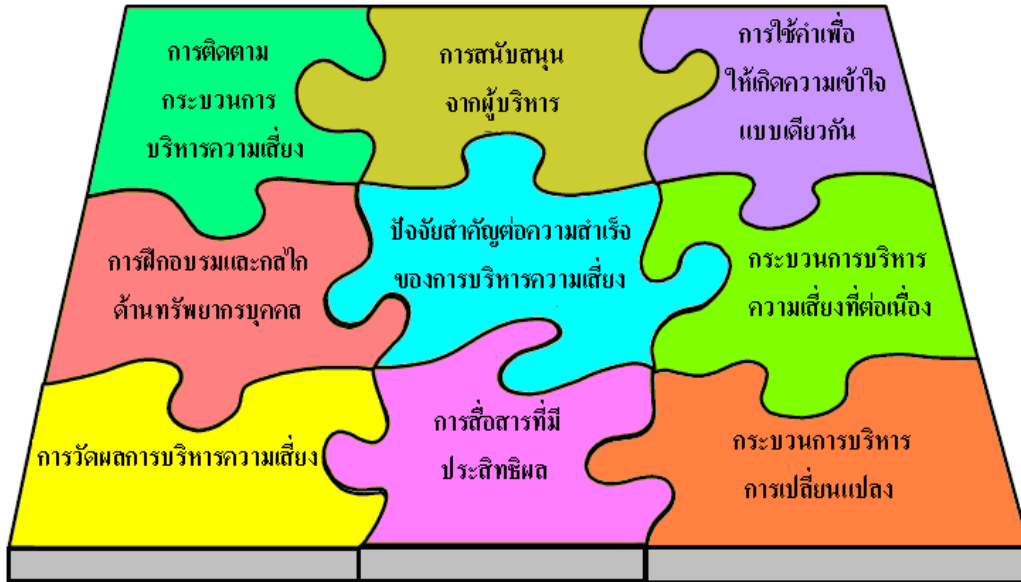 การติดตาม
กระบวนการ
บริหารความเสี่ยง
การสนับสนุน
จากผู้บริหาร
การใช้คำเพื่อ
ให้เกิดความเข้าใจ
แบบเดียวกัน
การฝึกอบรมและกลไก
ด้านทรัพยากรบุคคล
ปัจจัยสำคัญต่อความสำเร็จ
ของการบริหารความเสี่ยง
กระบวนการบริหาร
ความเสี่ยงที่ต่อเนื่อง
การวัดผลการบริหารความเสี่ยง
การสื่อสารที่มี
ประสิทธิผล
กระบวนการบริหาร
การเปลี่ยนแปลง